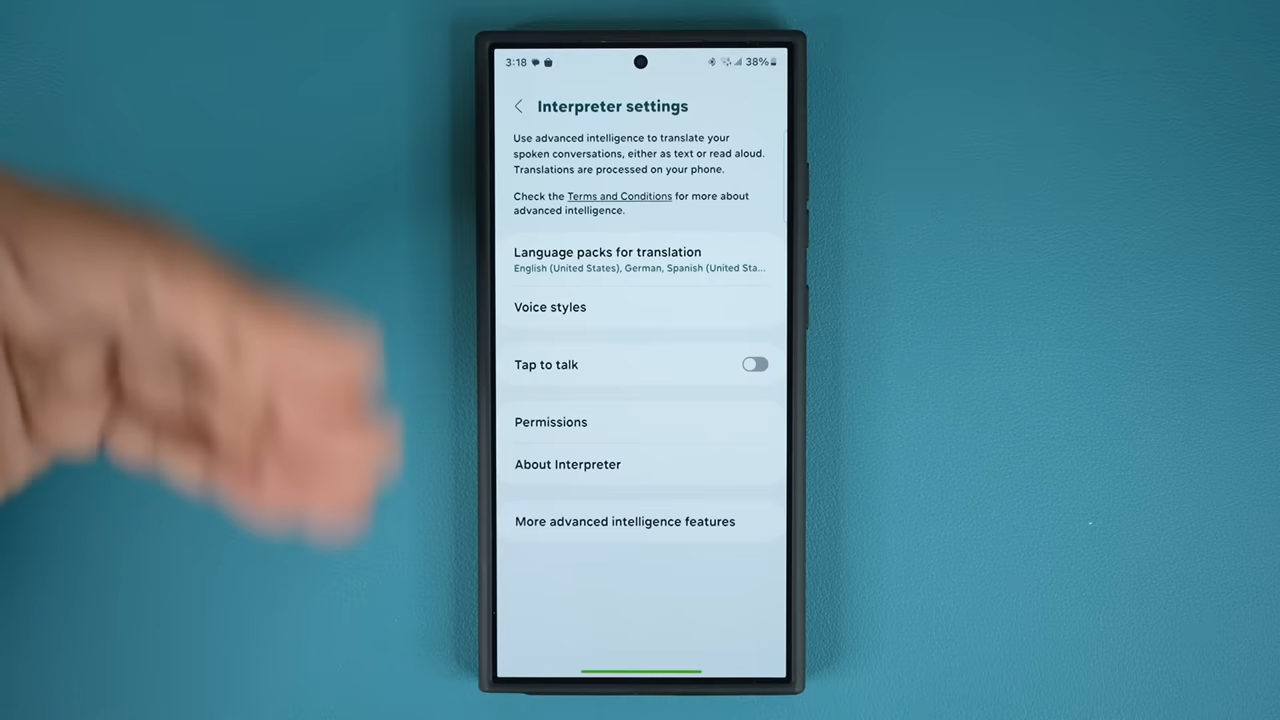 3:18 38%
Interpreter settings
Use advanced intelligence to translate your
spoken conversations, either as text or read aloud.
Translations are processed on your phone.
Check the Terms and Conditions for more about
advanced intelligence.
Language packs for translation
English (United States), German, Spanish (United Sta...
Voice styles
Tap to talk
Permissions
About Interpreter
More advanced intelligence features